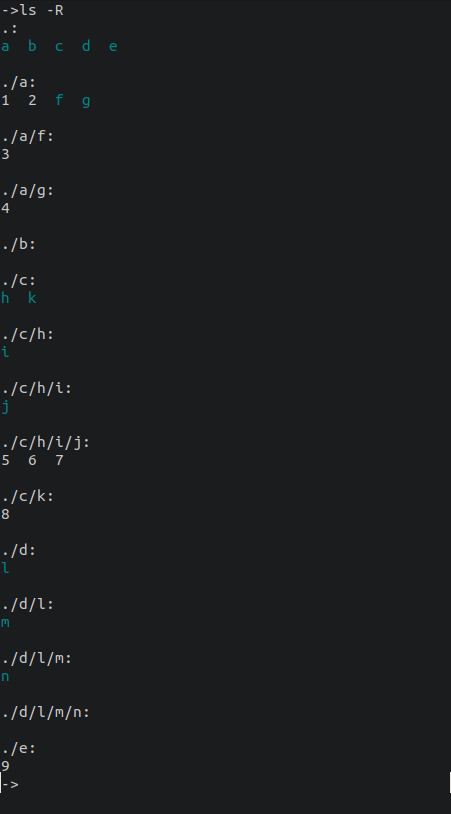 ->ls -R
.:
a  b  c  d  e

./a:
1  2  f  g

./a/f:
3

./a/g:
4

./b:

./c:
h  k

./c/h:
i

./c/h/i:
j

./c/h/i/j:
5  6  7

./c/k:
8

./d:
l

./d/l:
m

./d/l/m:
n

./d/l/m/n:

./e:
9
->